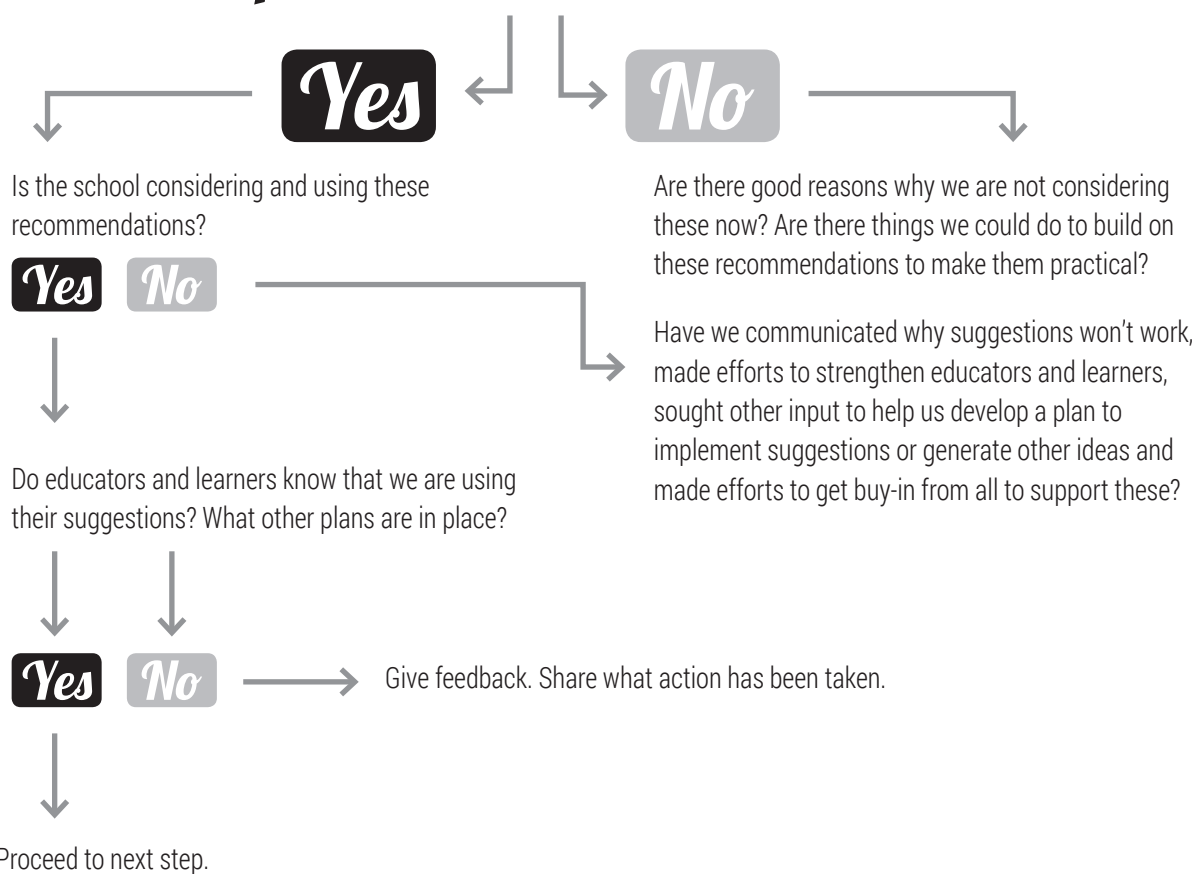 Yes
No
Is the school considering and using these
recommendations?
Yes
No
Are there good reasons why we are not considering
these now? Are there things we could do to build on
these recommendations to make them practical?
Have we communicated why suggestions won't work,
made efforts to strengthen educators and learners,
sought other input to help us develop a plan to
implement suggestions or generate other ideas and
made efforts to get buy-in from all to support these?
Do educators and learners know that we are using
their suggestions? What other plans are in place?
Yes
No
Give feedback. Share what action has been taken.
Proceed to next step.